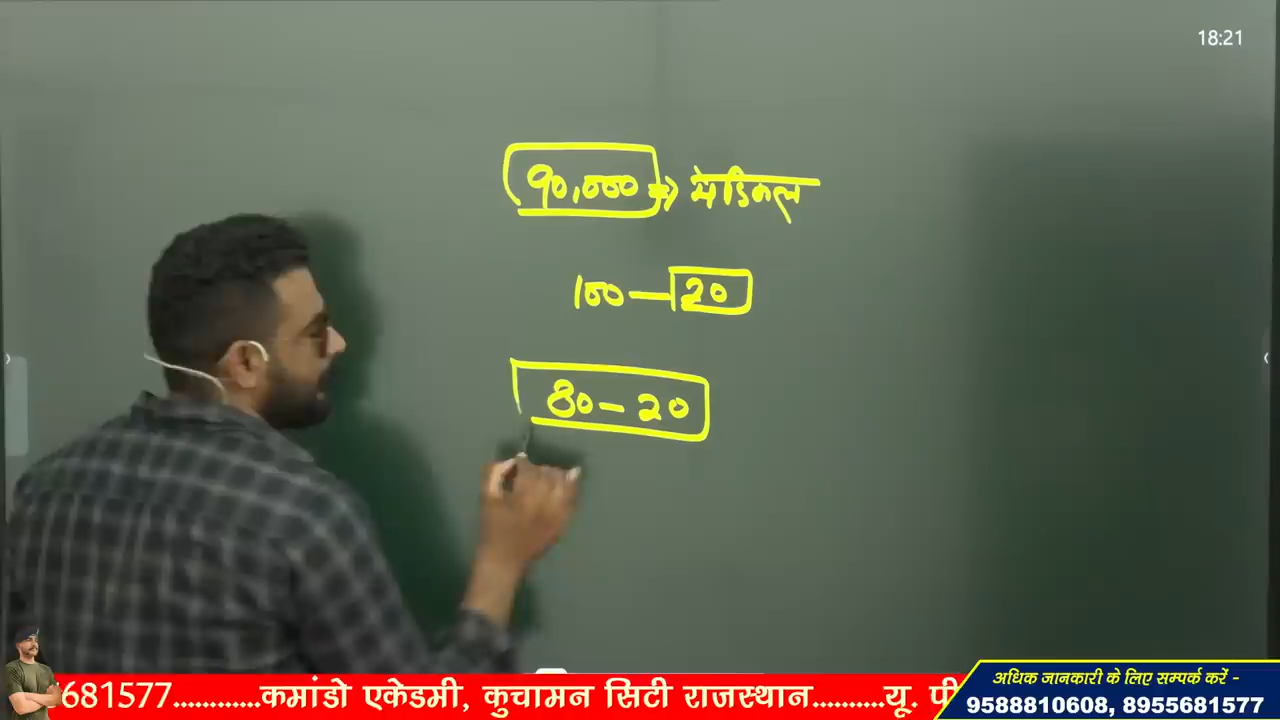 18:21
90,000 → मेडिकल
100 — 20
80 - 20
681577............कमांडो एकेडमी, कुचामन सिटी राजस्थान..........यू. पी
अधिक जानकारी के लिए सम्पर्क करें -
9588810608, 8955681577